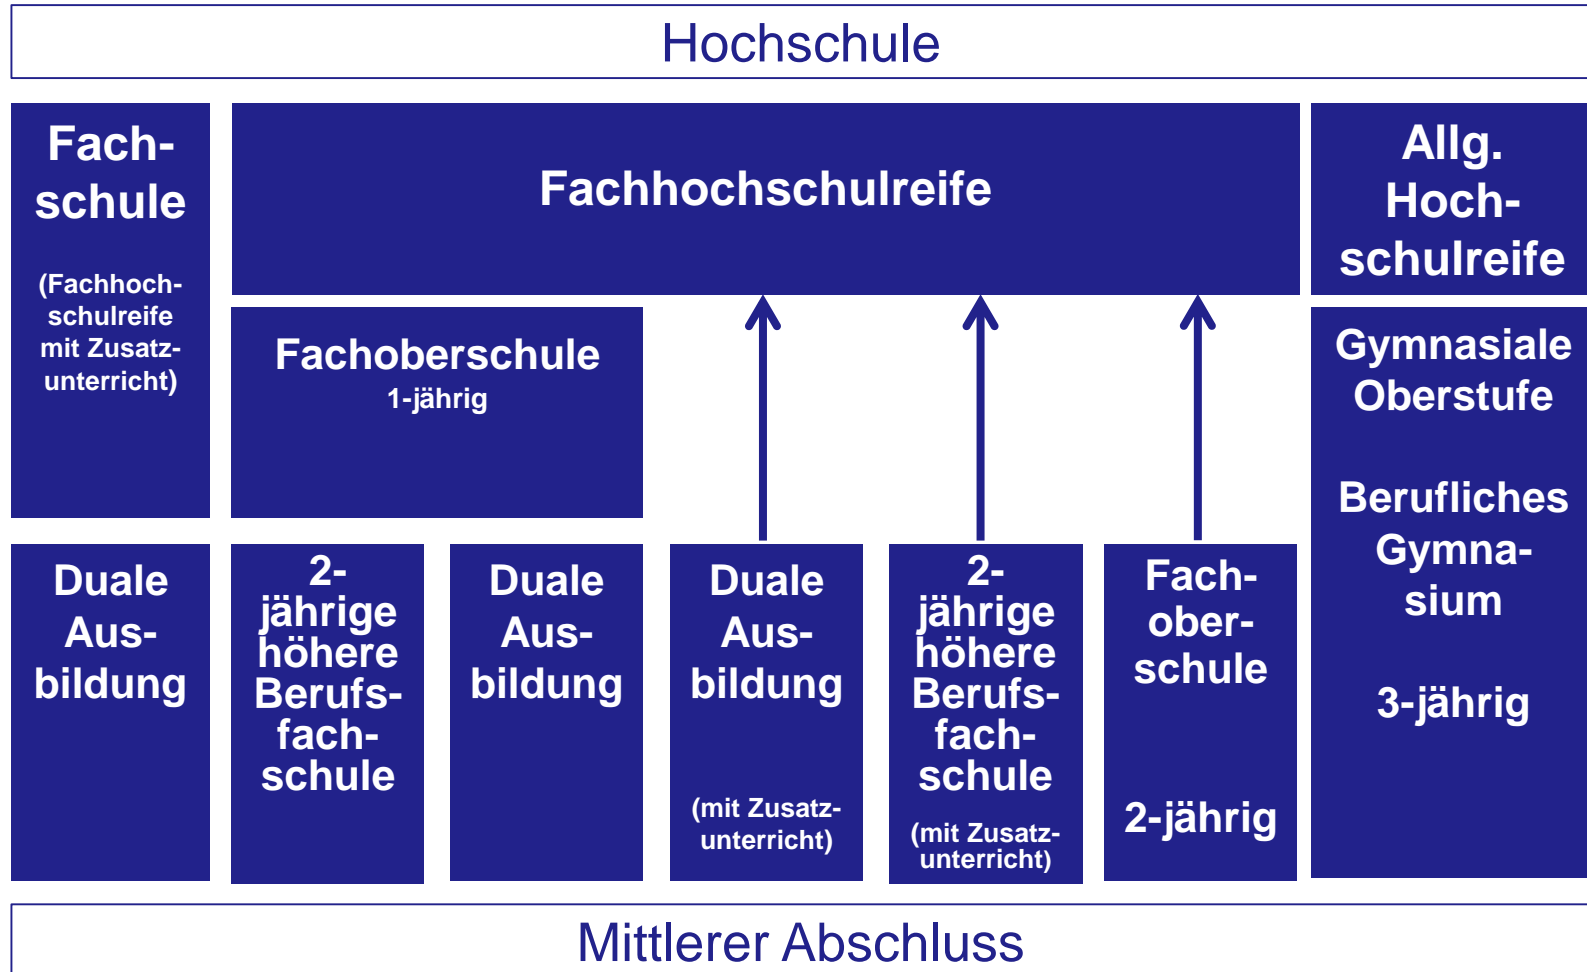 Hochschule
Fach-
schule
(Fachhoch-
schulreife
mit Zusatz-
unterricht)
Fachhochschulreife
Allg.
Hoch-
schulreife
Fachoberschule
1-jährig
Gymnasiale
Oberstufe
Berufliches
Gymna-
sium
3-jährig
Duale
Aus-
bildung
2-
jährige
höhere
Berufs-
fach-
schule
Duale
Aus-
bildung
Duale
Aus-
bildung
(mit Zusatz-
unterricht)
2-
jährige
höhere
Berufs-
fach-
schule
(mit Zusatz-
unterricht)
Fach-
ober-
schule
2-jährig
Mittlerer Abschluss